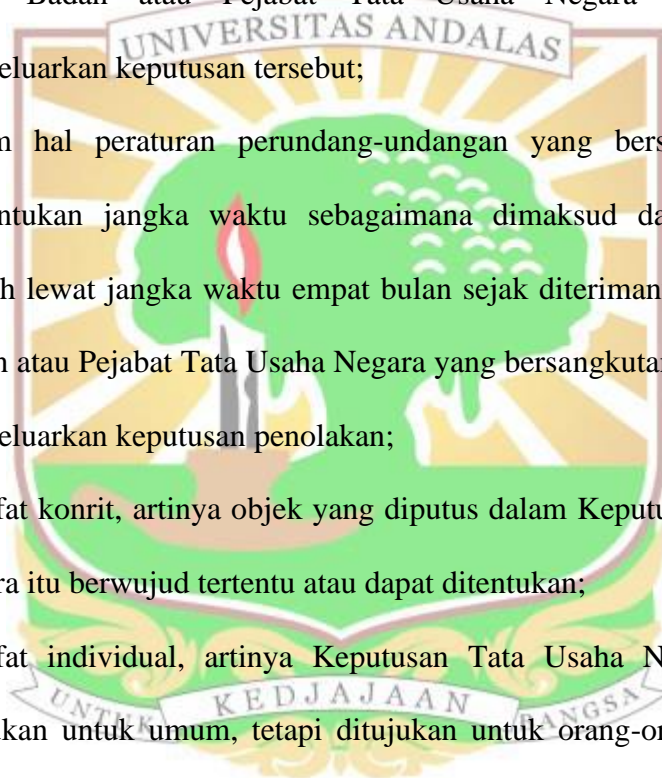 Badan atau Pejabat Tata Usaha Negara
UNIVERSITAS ANDALAS
eluarkan keputusan tersebut;
m hal peraturan perundang-undangan yang bers
ntukan jangka waktu sebagaimana dimaksud da
h lewat jangka waktu empat bulan sejak diteriman
n atau Pejabat Tata Usaha Negara yang bersangkutan
eluarkan keputusan penolakan;
fat konrit, artinya objek yang diputus dalam Keputu
ra itu berwujud tertentu atau dapat ditentukan;
fat individual, artinya Keputusan Tata Usaha N
UNTUK KEDJAJAAN BANGSA
ukan untuk umum, tetapi ditujukan untuk orang-or